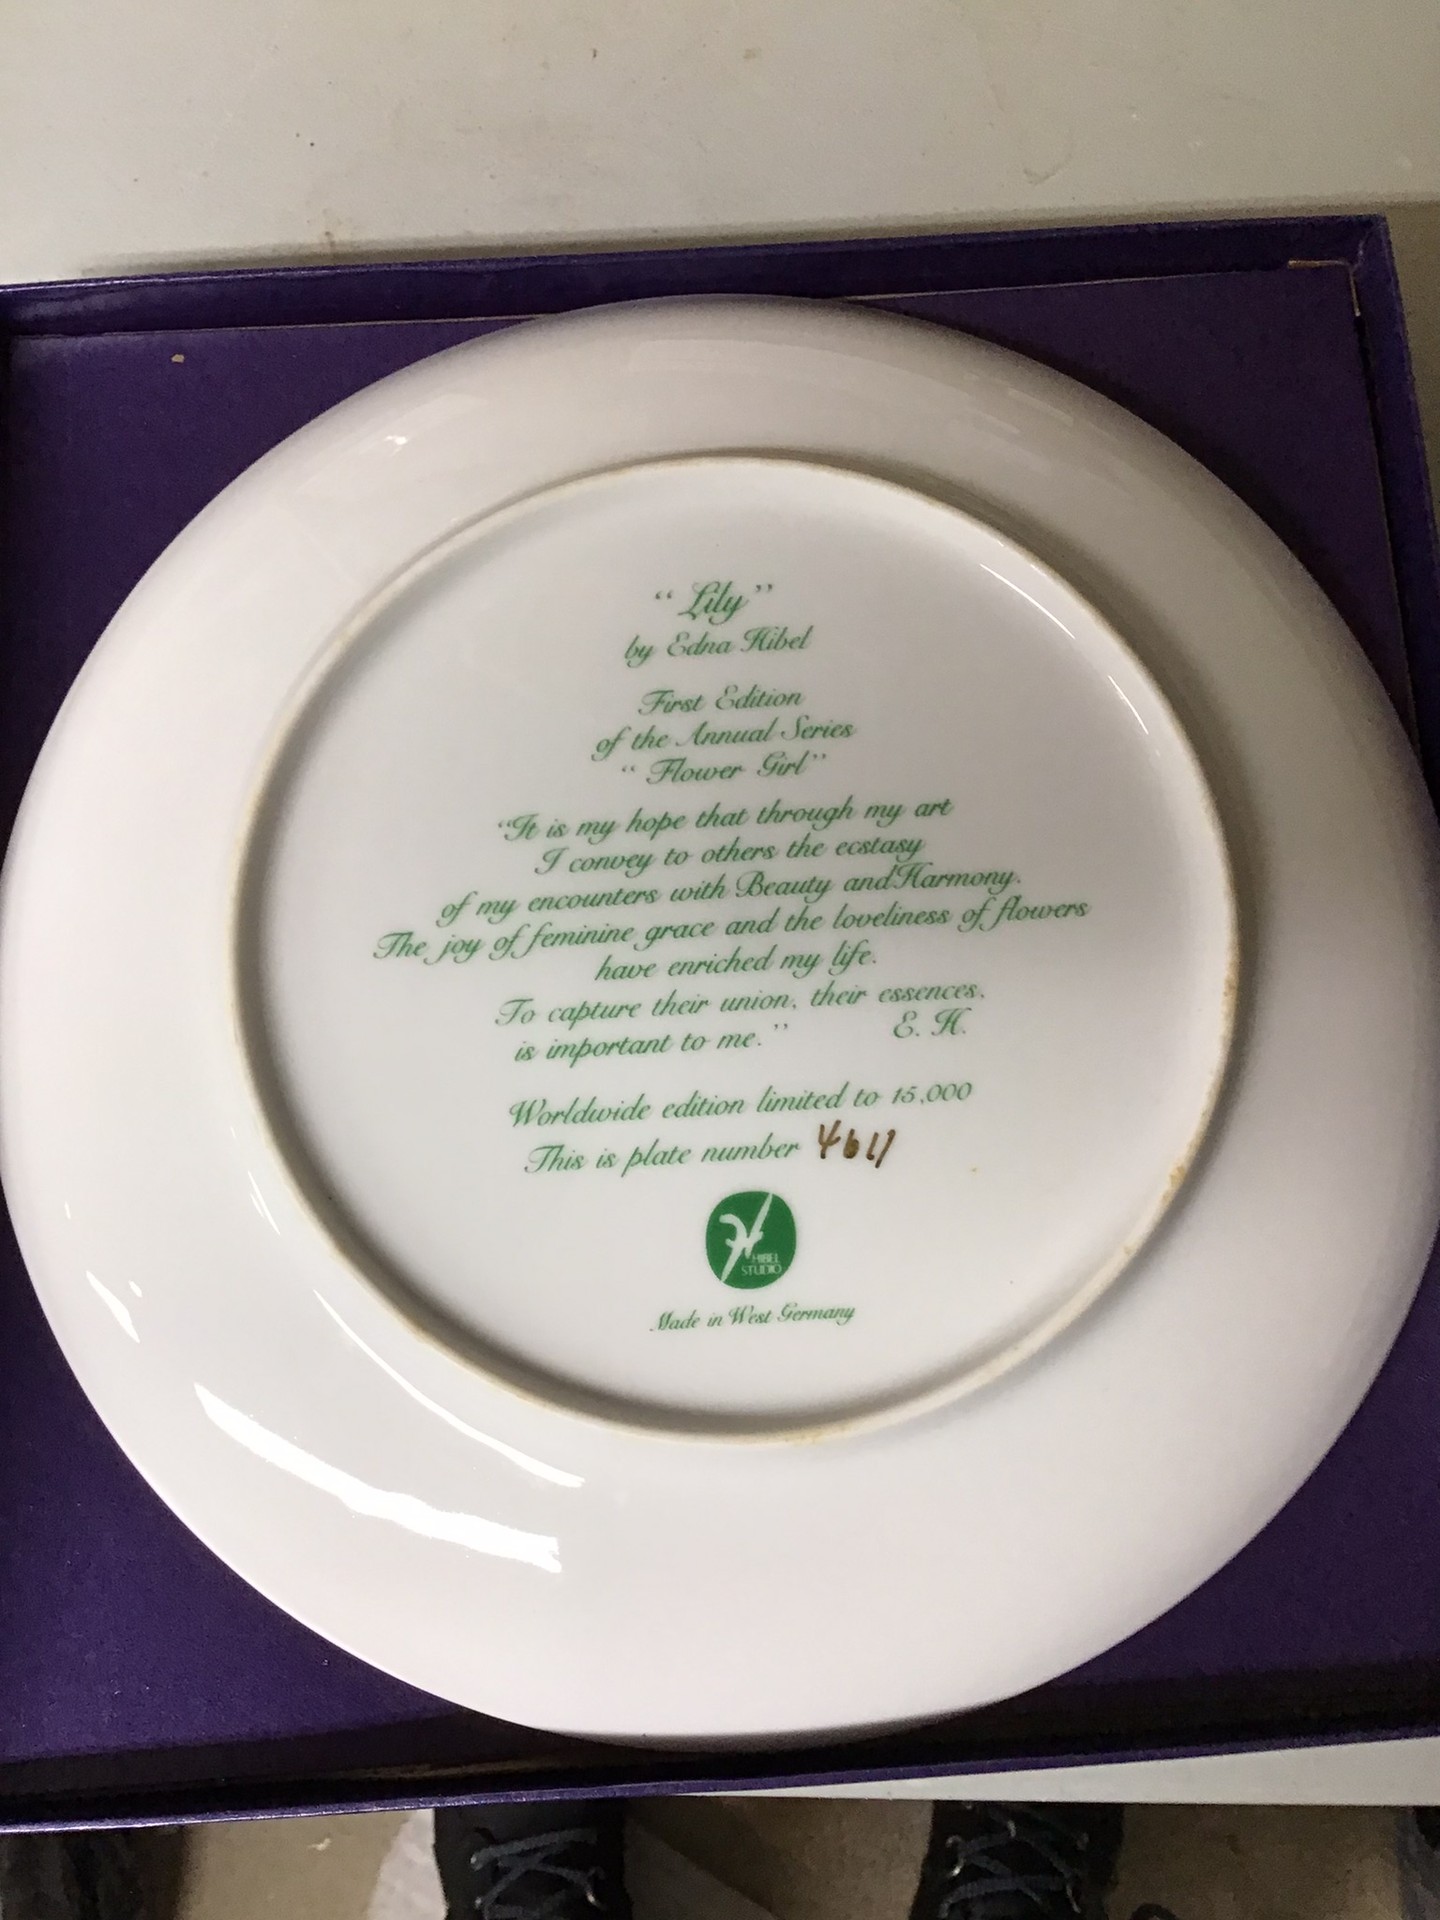 “Lily”
by Edna Hibel
First Edition
of the Annual Series
“Flower Girl”
“It is my hope that through my art
I convey to others the ecstasy
of my encounters with Beauty and Harmony.
The joy of feminine grace and the loveliness of flowers
have enriched my life.
To capture their union, their essences,
is important to me.” E. H.
Worldwide edition limited to 15,000
This is plate number
HIBEL
STUDIO
Made in West Germany